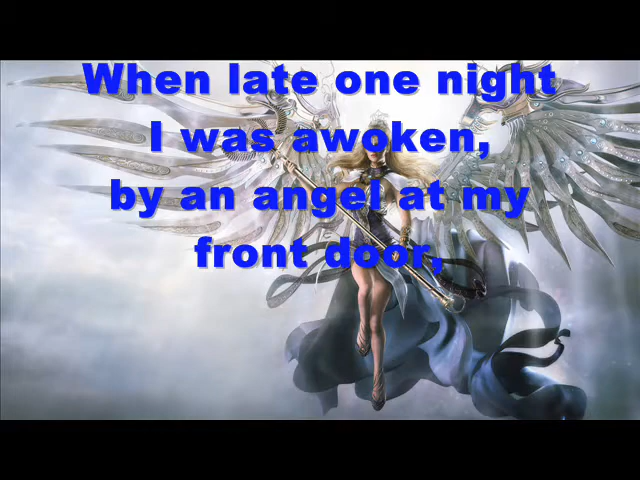 When late one night
I was awoken,
by an angel at my
front door,